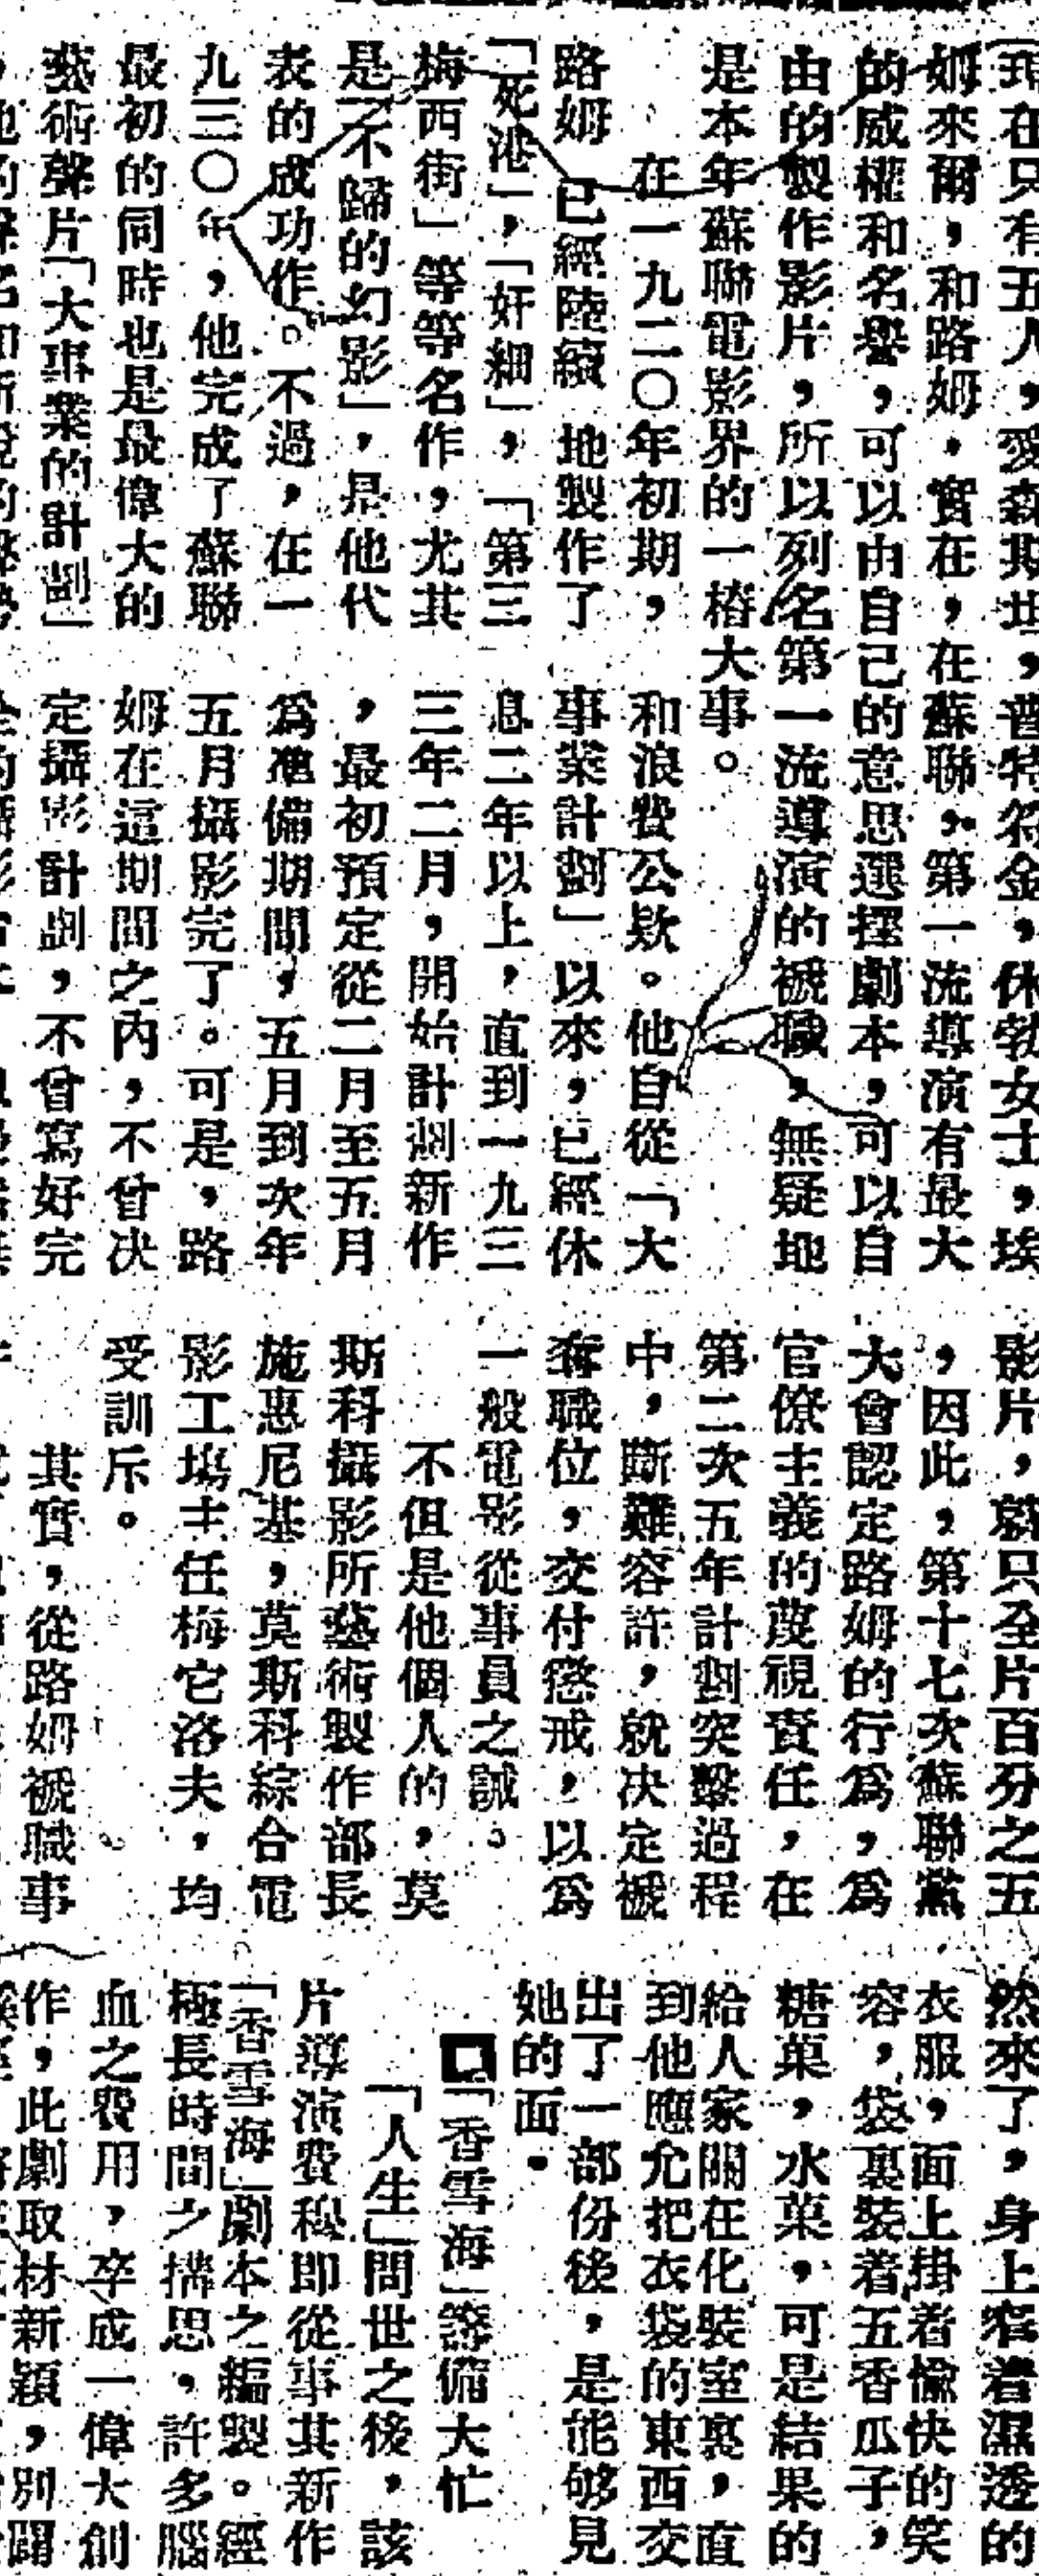 現在只有五人，愛森斯坦，普特符金，休勃女士，埃
姆來爾，和路姆，實在，在蘇聯，第一流導演有最大
的威權和名譽，可以由自己的意思選擇劇本，可以自
由的製作影片，所以列名第一流導演的褫職，無疑地
是本年蘇聯電影界的一樁大事。
在一九二〇年初期，
路姆 已經陸續 地製作了
「死港」，「奸細」，「第三
梅西街」等等名作，尤其
是「不歸的幻影」，是他代
表的成功作。不過，在一
九三〇年，他完成了蘇聯
最初的同時也是最偉大的
藝術聲片「大事業的計劃」
和浪費公欵。他自從「大
事業計劃」以來，已經休
息二年以上，直到一九三
三年二月，開始計劃新作
，最初預定從二月至五月
爲準備期間，五月到次年
五月攝影完了。可是，路
姆在這期間之內，不曾决
定攝影計劃，不曾寫好完
影片，就只全片百分之五
，因此，第十七次蘇聯黨
大會認定路姆的行爲，爲
官僚主義的蔑視責任，在
第二次五年計劃突擊過程
中，斷難容許，就决定褫
奪職位，交付懲戒，以爲
一般電影從事員之誡。
不但是他個人的，莫
斯科攝影所藝術製作部長
施惠尼基，莫斯科綜合電
影工塲主任梅它洛夫，均
受訓斥。
其實，從路姆褫職事
然來了，身上窄着濕透的
衣服，面上掛着愉快的笑
容，袋裏裝着五香瓜子，
糖菓，水菓，可是結果的
給人家關在化裝室裏，直
到他應允把衣袋的東西交
出了一部份後，是能够見
她的面．
「香雪海」籌備大忙
「人生」問世之後，該
片導演費穆即從事其新作
「香雪海」劇本之編製。經
極長時間之揣思，許多腦
血之費用，卒成一偉大創
作，此劇取材新穎，別闢